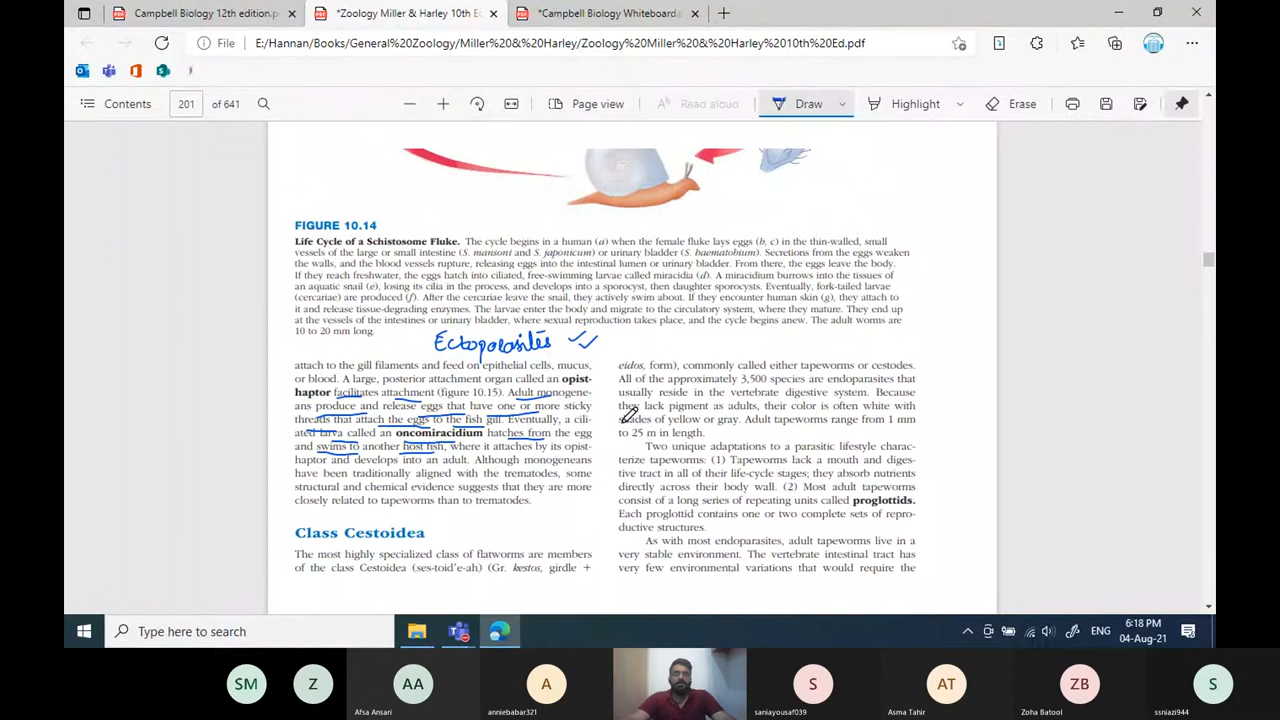 Campbell Biology 12th edition.p
*Zoology Miller & Harley 10th Ed
*Campbell Biology Whiteboard.p
File E:/Hannan/Books/General%20Zoology/Miller%20&%20Harley/Zoology%20Miller%20&%20Harley%2010th%20Ed.pdf
Contents 201 of 641 Page view Read aloud Draw Highlight Erase
FIGURE 10.14
Life Cycle of a Schistosome Fluke. The cycle begins in a human (a) when the female fluke lays eggs (b, c) in the thin-walled, small
vessels of the large or small intestine (S. mansoni and S. japonicum) or urinary bladder (S. haematobium). Secretions from the eggs weaken
the walls, and the blood vessels rupture, releasing eggs into the intestinal lumen or urinary bladder. From there, the eggs leave the body.
If they reach freshwater, the eggs hatch into ciliated, free-swimming larvae called miracidia (d). A miracidium burrows into the tissues of
an aquatic snail (e), losing its cilia in the process, and develops into a sporocyst, then daughter sporocysts. Eventually, fork-tailed larvae
(cercariae) are produced (f). After the cercariae leave the snail, they actively swim about. If they encounter human skin (g), they attach to
it and release tissue-degrading enzymes. The larvae enter the body and migrate to the circulatory system, where they mature. They end up
at the vessels of the intestines or urinary bladder, where sexual reproduction takes place, and the cycle begins anew. The adult worms are
10 to 20 mm long.
Ectoparasites
attach to the gill filaments and feed on epithelial cells, mucus,
or blood. A large, posterior attachment organ called an opist-
haptor facilitates attachment (figure 10.15). Adult monogene-
ans produce and release eggs that have one or more sticky
threads that attach the eggs to the fish gill. Eventually, a cili-
ated larva called an oncomiracidium hatches from the egg
and swims to another host fish, where it attaches by its opist-
haptor and develops into an adult. Although monogeneans
have been traditionally aligned with the trematodes, some
structural and chemical evidence suggests that they are more
closely related to tapeworms than to trematodes.
Class Cestoidea
The most highly specialized class of flatworms are members
of the class Cestoidea (ses-toid'e-ah) (Gr. kestos, girdle +
eidos, form), commonly called either tapeworms or cestodes.
All of the approximately 3,500 species are endoparasites that
usually reside in the vertebrate digestive system. Because
they lack pigment as adults, their color is often white with
shades of yellow or gray. Adult tapeworms range from 1 mm
to 25 m in length.
Two unique adaptations to a parasitic lifestyle charac-
terize tapeworms: (1) Tapeworms lack a mouth and diges-
tive tract in all of their life-cycle stages; they absorb nutrients
directly across their body wall. (2) Most adult tapeworms
consist of a long series of repeating units called proglottids.
Each proglottid contains one or two complete sets of repro-
ductive structures.
As with most endoparasites, adult tapeworms live in a
very stable environment. The vertebrate intestinal tract has
very few environmental variations that would require the
Type here to search
ENG
6:18 PM
04-Aug-21
SM
Z
AA
A
S
AT
ZB
S
Afsa Ansari
anniebabar321
saniayousaf039
Asma Tahir
Zoha Batool
ssniazi944